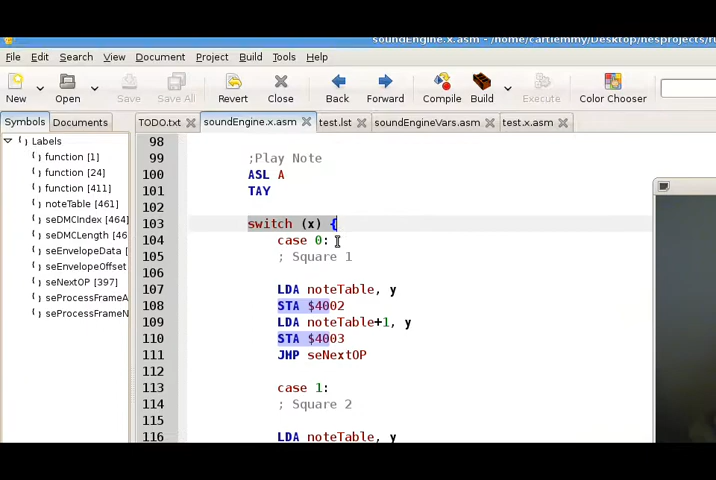 soundEngine.x.asm - /home/cartlemmy/Desktop/nesprojects/r
File Edit Search View Document Project Build Tools Help
New Open Save Save All Revert Close Back Forward Compile Build Execute Color Chooser
Symbols Documents TODO.txt soundEngine.x.asm test.lst soundEngineVars.asm test.x.asm
Labels
function [1]
function [24]
function [411]
noteTable [461]
seDMCIndex [464]
seDMCLength [46
seEnvelopeData [
seEnvelopeOffset
seNextOP [397]
seProcessFrameA
seProcessFrameN
98
99 ;Play Note
100 ASL A
101 TAY
102
103 switch (x) {
104 case 0:
105 ; Square 1
106
107 LDA noteTable, y
108 STA $4002
109 LDA noteTable+1, y
110 STA $4003
111 JMP seNextOP
112
113 case 1:
114 ; Square 2
115
116 LDA noteTable, y